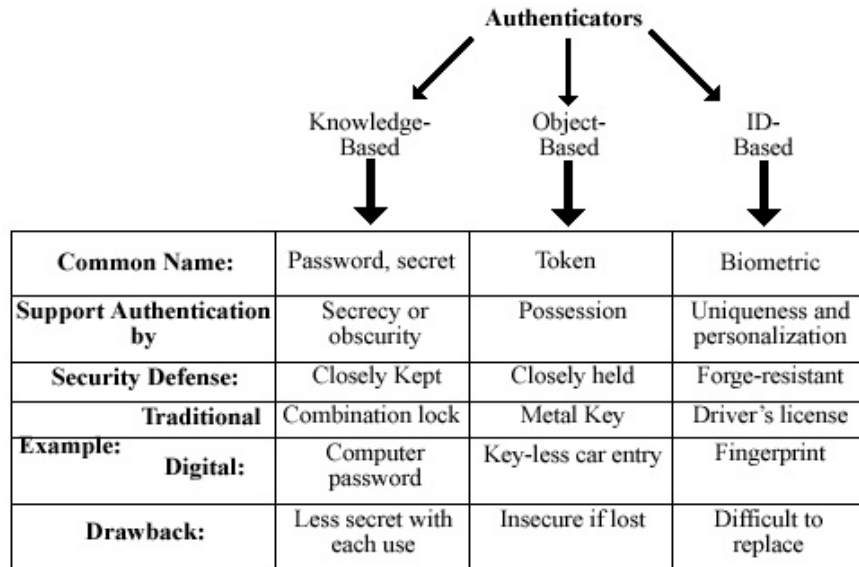 Authenticators
Knowledge-
Based
Object-
Based
ID-
Based
Common Name:
Password, secret
Token
Biometric
Support Authentication
by
Secrecy or
obscurity
Possession
Uniqueness and
personalization
Security Defense:
Closely Kept
Closely held
Forge-resistant
Traditional
Combination lock
Metal Key
Driver's license
Example:
Digital:
Computer
password
Key-less car entry
Fingerprint
Drawback:
Less secret with
each use
Insecure if lost
Difficult to
replace